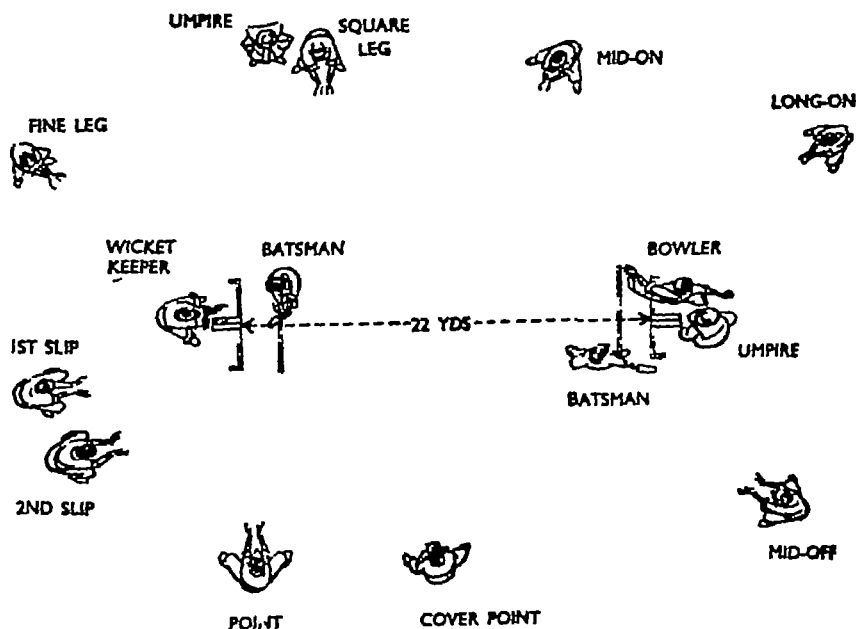 UMPIRE
SQUARE
LEG
MID-ON
LONG-ON
FINE LEG
WICKET
KEEPER
BATSMAN
BOWLER
22 YDS
UMPIRE
1ST SLIP
BATSMAN
2ND SLIP
MID-OFF
POINT
COVER POINT